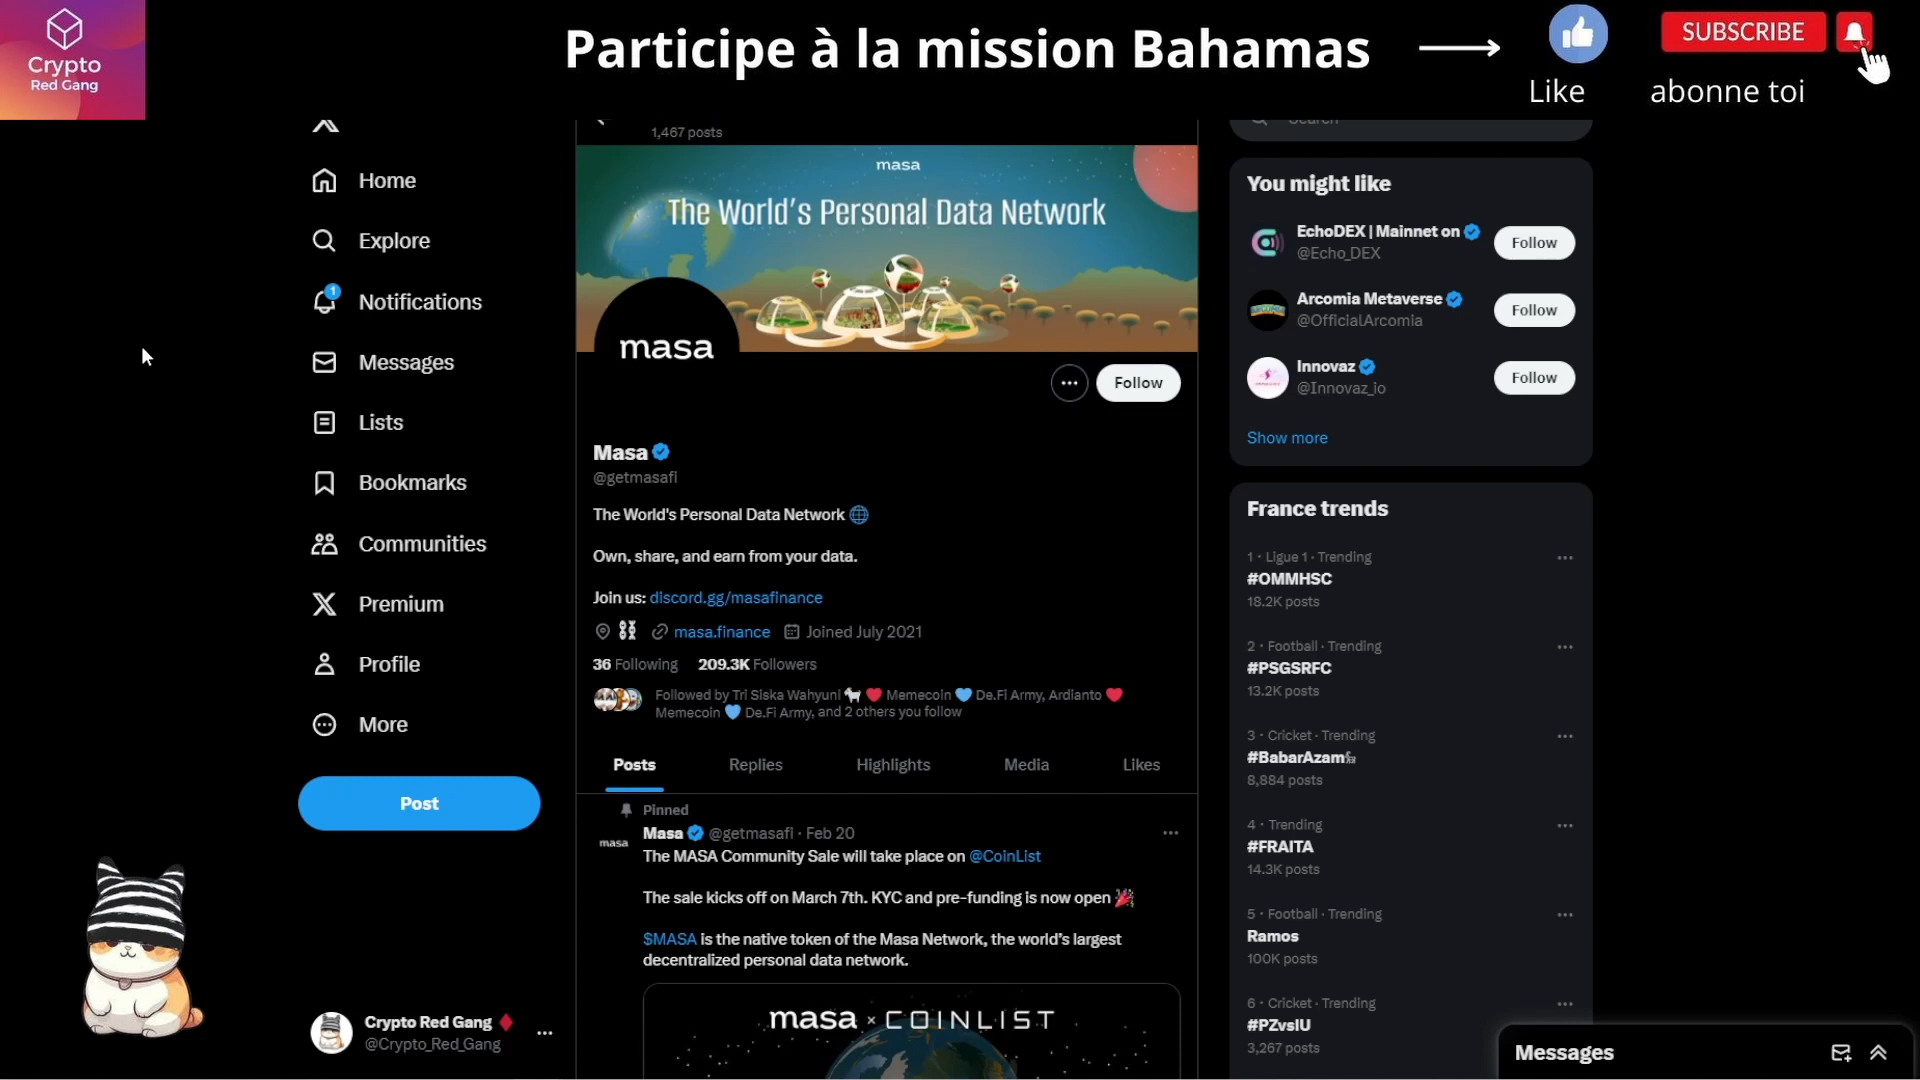 Crypto
Red Gang
Participe à la mission Bahamas
SUBSCRIBE
Like
abonne toi
Home
Explore
1
Notifications
Messages
Lists
Bookmarks
Communities
Premium
Profile
More
Post
Crypto Red Gang
@Crypto_Red_Gang
1,467 posts
masa
The World's Personal Data Network
masa
Follow
Masa
@getmasafi
The World's Personal Data Network
Own, share, and earn from your data.
Join us: discord.gg/masafinance
masa.finance Joined July 2021
36 Following 209.3K Followers
Followed by Tri Siska Wahyuni Memecoin De.Fi Army, Ardianto
Memecoin De.Fi Army, and 2 others you follow
Posts Replies Highlights Media Likes
Pinned
masa
Masa @getmasafi · Feb 20
The MASA Community Sale will take place on @CoinList
The sale kicks off on March 7th. KYC and pre-funding is now open
$MASA is the native token of the Masa Network, the world's largest
decentralized personal data network.
masa × COINLIST
Search
You might like
EchoDEX | Mainnet on
@Echo_DEX
Follow
Arcomia Metaverse
@OfficialArcomia
Follow
Innovaz
@Innovaz_io
Follow
Show more
France trends
1 · Ligue 1 · Trending
#OMMHSC
18.2K posts
2 · Football · Trending
#PSGSRFC
13.2K posts
3 · Cricket · Trending
#BabarAzam
8,884 posts
4 · Trending
#FRAITA
14.3K posts
5 · Football · Trending
Ramos
100K posts
6 · Cricket · Trending
#PZvsIU
3,267 posts
Messages